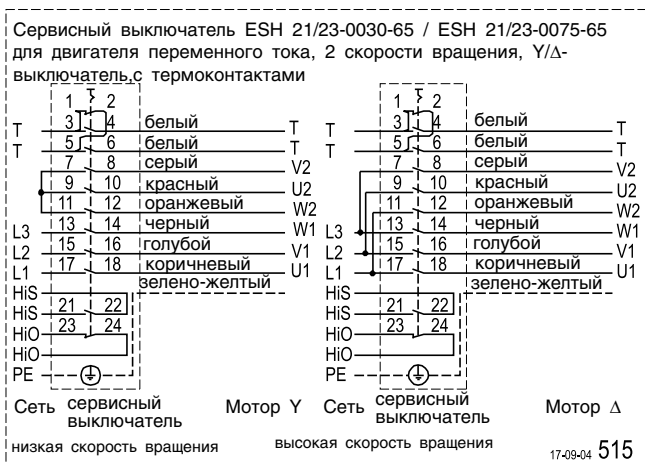 Сервисный выключатель ESH 21/23-0030-65 / ESH 21/23-0075-65
для двигателя переменного тока, 2 скорости вращения, Y/Δ-
выключатель,с термоконтактами
1 2
T 3 4 белый T
T 5 6 белый T
7 8 серый V2
9 10 красный U2
11 12 оранжевый W2
L3 13 14 черный W1
L2 15 16 голубой V1
L1 17 18 коричневый U1
зелено-желтый
HiS
HiS 21 22
HiO 23 24
HiO
PE
Сеть сервисный выключатель Мотор Y
низкая скорость вращения
1 2
T 3 4 белый T
T 5 6 белый T
7 8 серый V2
9 10 красный U2
11 12 оранжевый W2
L3 13 14 черный W1
L2 15 16 голубой V1
L1 17 18 коричневый U1
зелено-желтый
HiS
HiS 21 22
HiO 23 24
HiO
PE
Сеть сервисный выключатель Мотор Δ
высокая скорость вращения
17-09-04 515